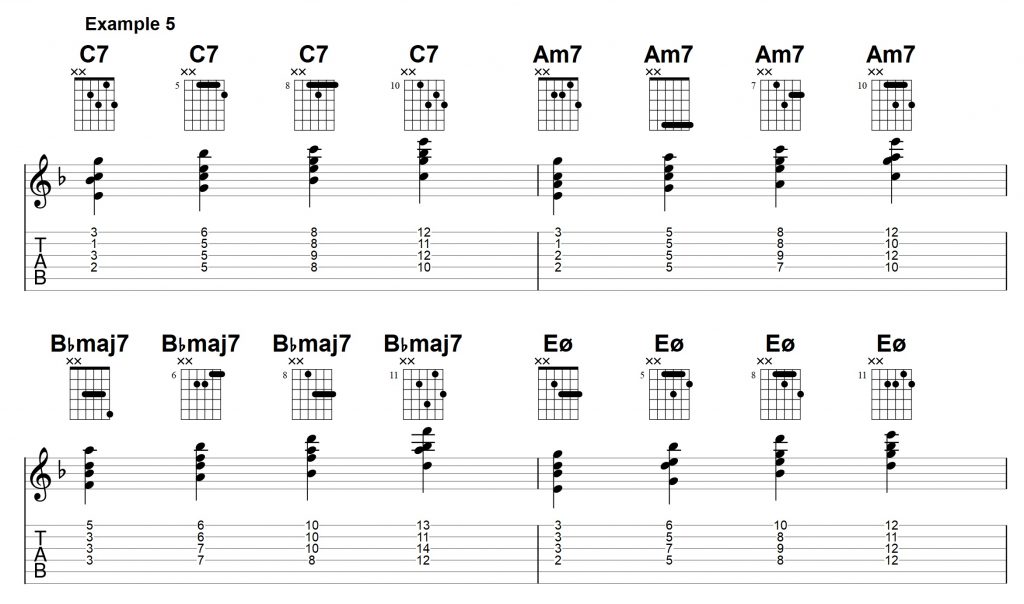 Example 5
C7 C7 C7 C7 Am7 Am7 Am7 Am7
×× ×× ×× ×× ×× ×× ×× ××
5 8 10 7 10
3 6 8 12 3 5 8 12
T 1 5 8 11 1 5 8 10
A 3 5 9 12 2 5 9 12
B 2 5 8 10 2 5 7 10
B♭maj7 B♭maj7 B♭maj7 B♭maj7 Eø Eø Eø Eø
×× ×× ×× ×× ×× ×× ×× ××
6 8 11 5 8 11
5 6 10 13 3 6 10 12
T 3 6 10 11 3 5 8 11
A 3 7 10 14 3 7 9 12
B 3 7 8 12 2 5 8 12